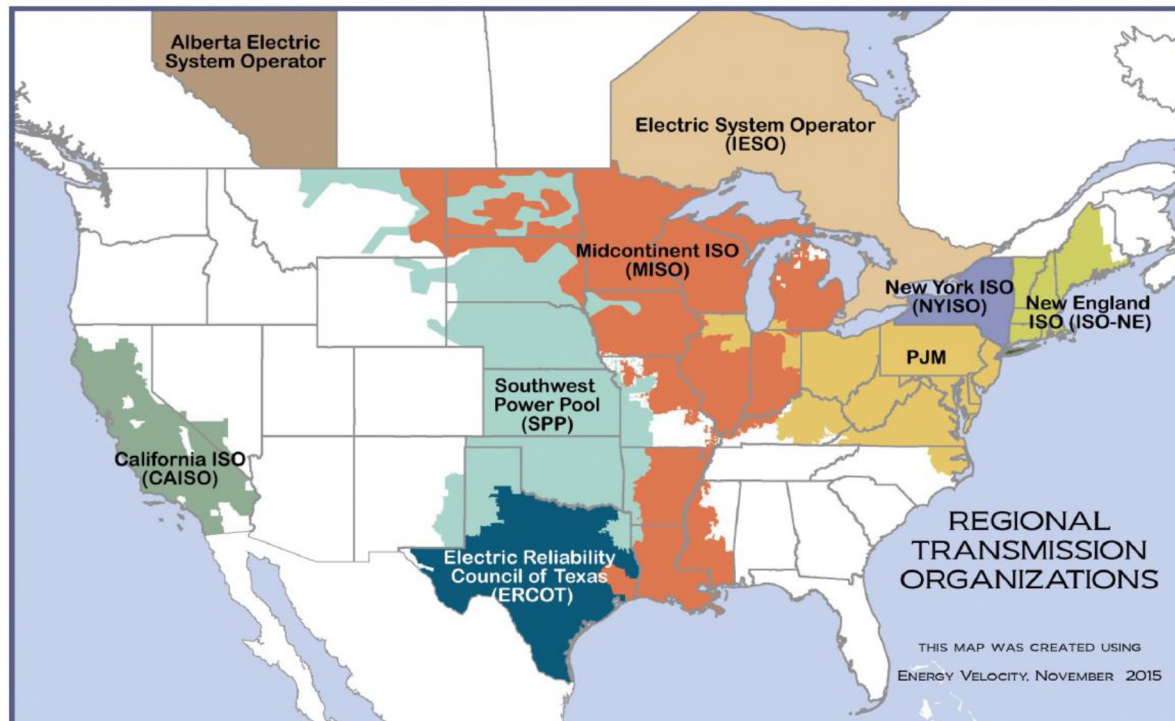 Alberta Electric
System Operator
Electric System Operator
(IESO)
Midcontinent ISO
(MISO)
New York ISO
(NYISO)
New England
ISO (ISO-NE)
PJM
Southwest
Power Pool
(SPP)
California ISO
(CAISO)
Electric Reliability
Council of Texas
(ERCOT)
REGIONAL
TRANSMISSION
ORGANIZATIONS
THIS MAP WAS CREATED USING
ENERGY VELOCITY, NOVEMBER 2015